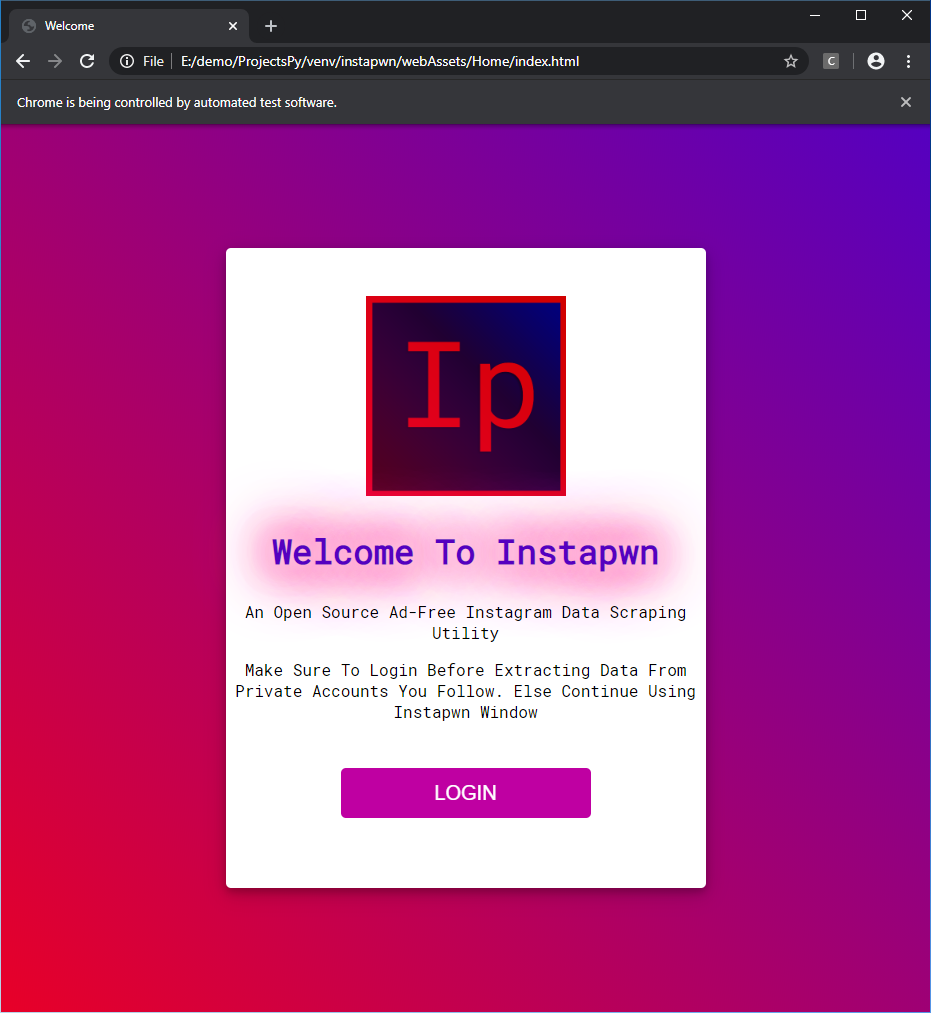 Welcome
File E:/demo/ProjectsPy/venv/instapwn/webAssets/Home/index.html
C
Chrome is being controlled by automated test software.
Ip
Welcome To Instapwn
An Open Source Ad-Free Instagram Data Scraping
Utility
Make Sure To Login Before Extracting Data From
Private Accounts You Follow. Else Continue Using
Instapwn Window
LOGIN